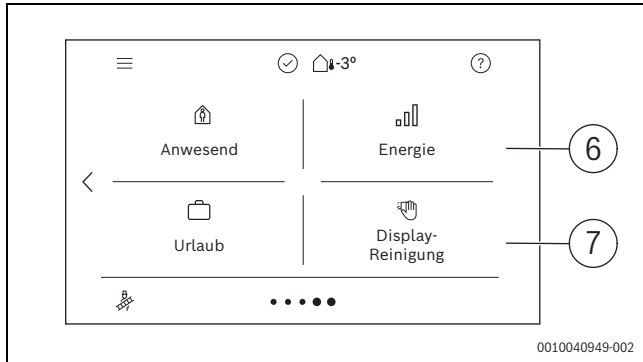 -3°
?
Anwesend
Energie
6
Urlaub
Display-
Reinigung
7
0010040949-002